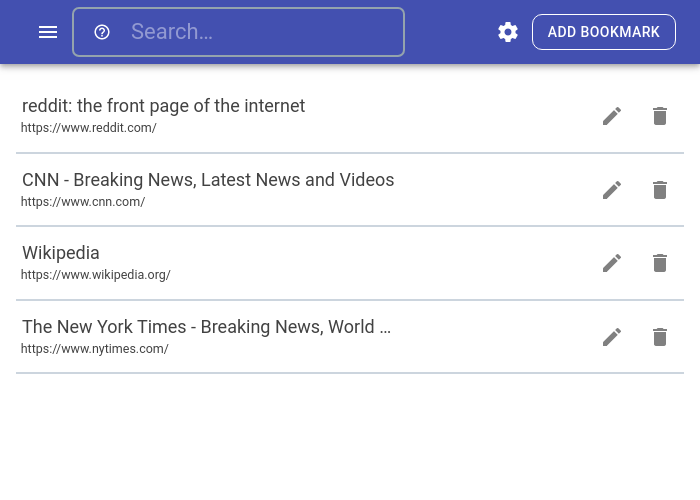 Search...
ADD BOOKMARK
reddit: the front page of the internet
https://www.reddit.com/
CNN - Breaking News, Latest News and Videos
https://www.cnn.com/
Wikipedia
https://www.wikipedia.org/
The New York Times - Breaking News, World ...
https://www.nytimes.com/